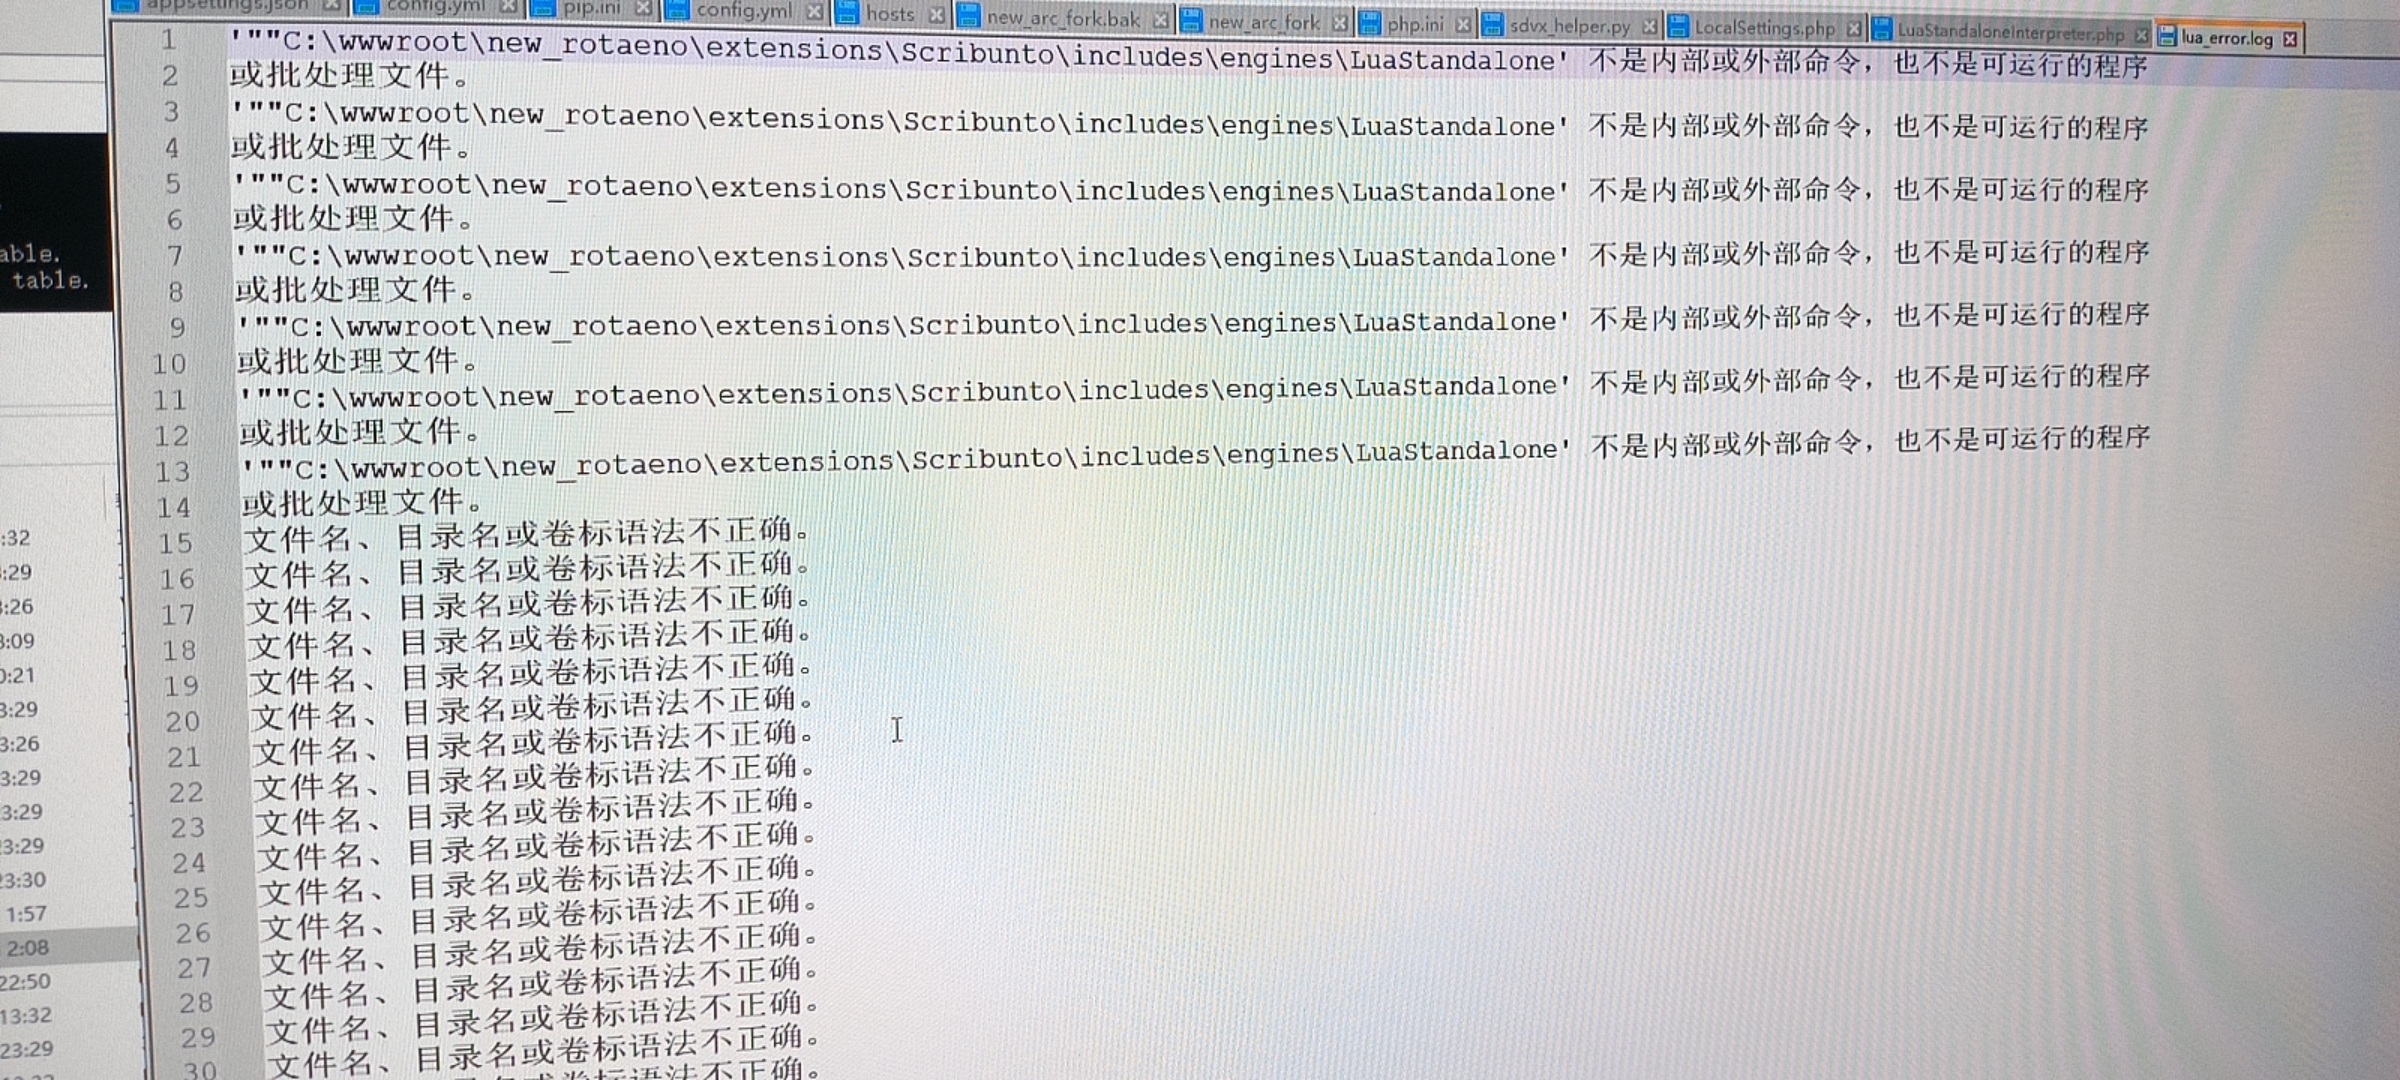 appsettings.json config.yml pip.ini config.yml hosts new_arc_fork.bak new_arc_fork php.ini sdvx_helper.py LocalSettings.php LuaStandaloneInterpreter.php lua_error.log
1 '""C:\wwwroot\new_rotaeno\extensions\Scribunto\includes\engines\LuaStandalone' 不是内部或外部命令，也不是可运行的程序
2 或批处理文件。
3 '""C:\wwwroot\new_rotaeno\extensions\Scribunto\includes\engines\LuaStandalone' 不是内部或外部命令，也不是可运行的程序
4 或批处理文件。
5 '""C:\wwwroot\new_rotaeno\extensions\Scribunto\includes\engines\LuaStandalone' 不是内部或外部命令，也不是可运行的程序
6 或批处理文件。
7 '""C:\wwwroot\new_rotaeno\extensions\Scribunto\includes\engines\LuaStandalone' 不是内部或外部命令，也不是可运行的程序
8 或批处理文件。
9 '""C:\wwwroot\new_rotaeno\extensions\Scribunto\includes\engines\LuaStandalone' 不是内部或外部命令，也不是可运行的程序
10 或批处理文件。
11 '""C:\wwwroot\new_rotaeno\extensions\Scribunto\includes\engines\LuaStandalone' 不是内部或外部命令，也不是可运行的程序
12 或批处理文件。
13 '""C:\wwwroot\new_rotaeno\extensions\Scribunto\includes\engines\LuaStandalone' 不是内部或外部命令，也不是可运行的程序
14 或批处理文件。
15 文件名、目录名或卷标语法不正确。
16 文件名、目录名或卷标语法不正确。
17 文件名、目录名或卷标语法不正确。
18 文件名、目录名或卷标语法不正确。
19 文件名、目录名或卷标语法不正确。
20 文件名、目录名或卷标语法不正确。
21 文件名、目录名或卷标语法不正确。
22 文件名、目录名或卷标语法不正确。
23 文件名、目录名或卷标语法不正确。
24 文件名、目录名或卷标语法不正确。
25 文件名、目录名或卷标语法不正确。
26 文件名、目录名或卷标语法不正确。
27 文件名、目录名或卷标语法不正确。
28 文件名、目录名或卷标语法不正确。
29 文件名、目录名或卷标语法不正确。
30 文件名、目录名或卷标语法不正确。
able.
table.
:32
:29
:26
3:09
0:21
3:29
3:26
3:29
3:29
3:29
23:30
1:57
2:08
22:50
13:32
23:29